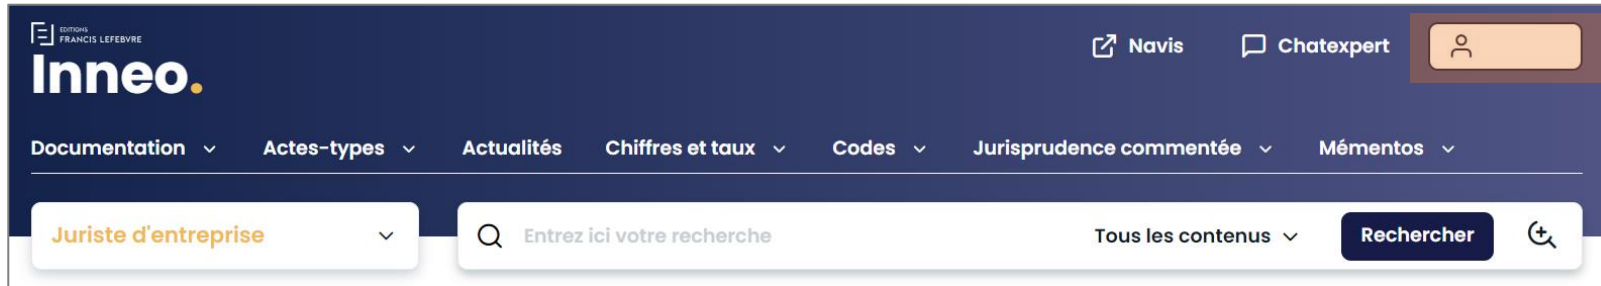 EDITIONS
FRANCIS LEFEBVRE
Inneo.
Navis Chatexpert
Documentation Actes-types Actualités Chiffres et taux Codes Jurisprudence commentée Mémentos
Juriste d'entreprise Entrez ici votre recherche Tous les contenus Rechercher